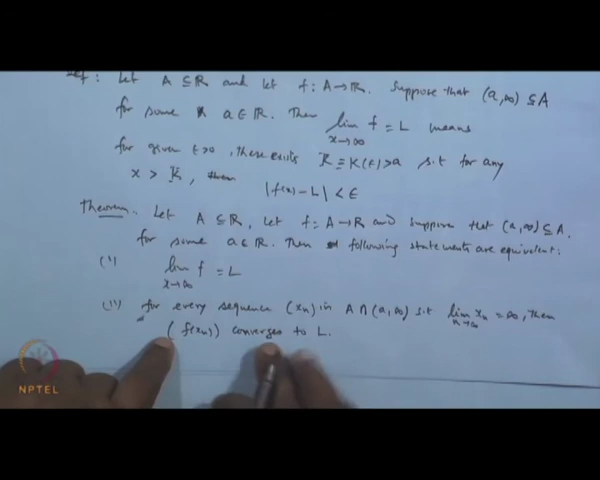 Def: Let A ⊆ ℝ and let f: A→ℝ. Suppose that (a,∞) ⊆ A
for some a ∈ ℝ. Then lim x→∞ f = L means
for given ε>0, there exists K ≡ K(ε) > a s.t for any
x > K, then |f(x) - L| < ε
Theorem. Let A ⊆ ℝ, Let f: A→R and suppose that (a,∞) ⊆ A.
for some a ∈ ℝ. Then following statements are equivalent:
(i) lim x→∞ f = L
(ii) for every sequence (xn) in A ∩ (a,∞) s.t lim n→∞ xn = ∞, then
(f(xn)) converges to L.
NPTEL